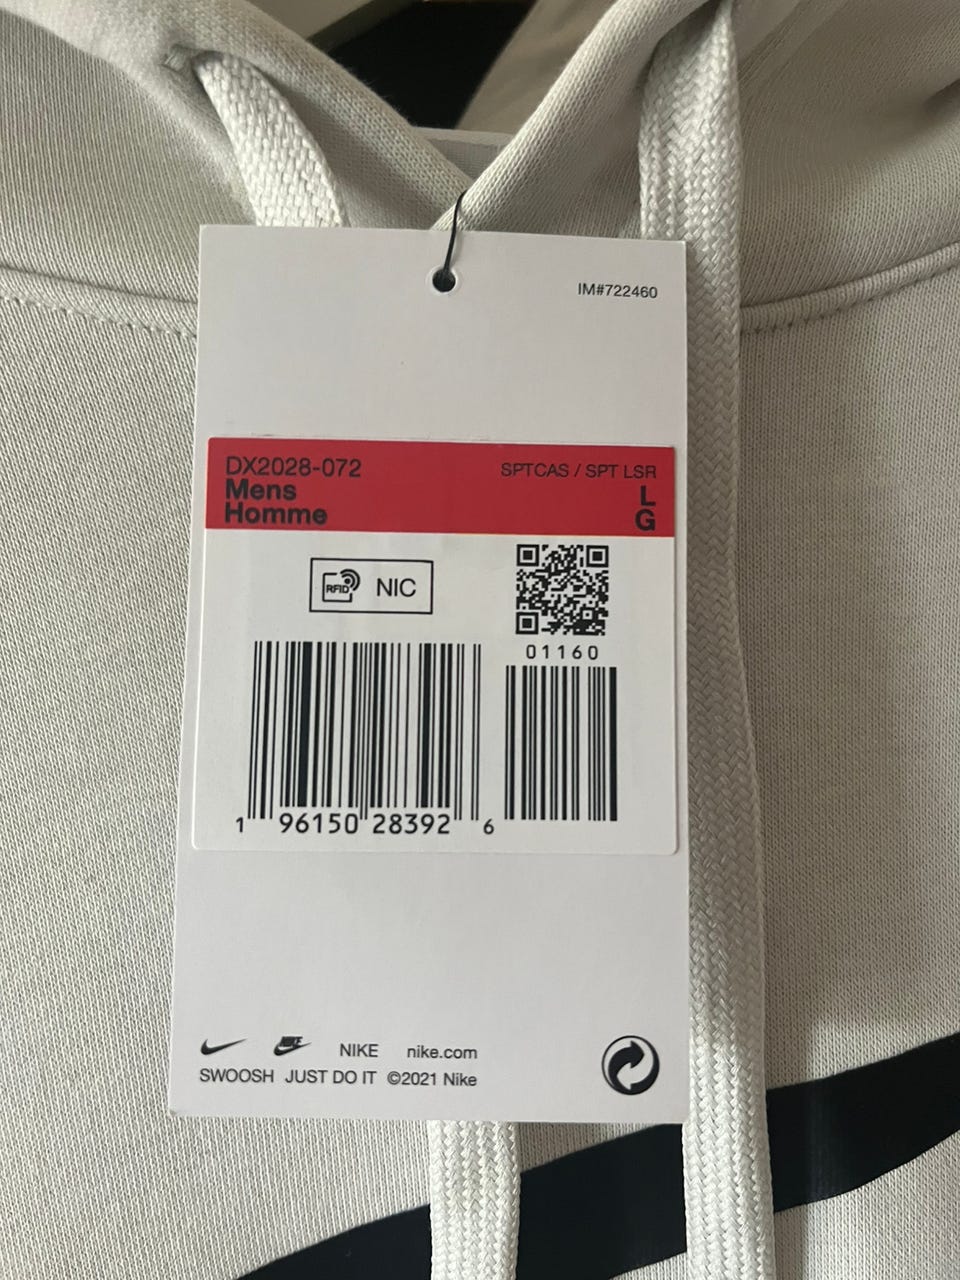 IM#722460
DX2028-072
SPTCAS / SPT LSR
Mens
L
Homme
G
RFID
NIC
01160
1 96150 28392 6
NIKE
NIKE nike.com
SWOOSH JUST DO IT ©2021 Nike